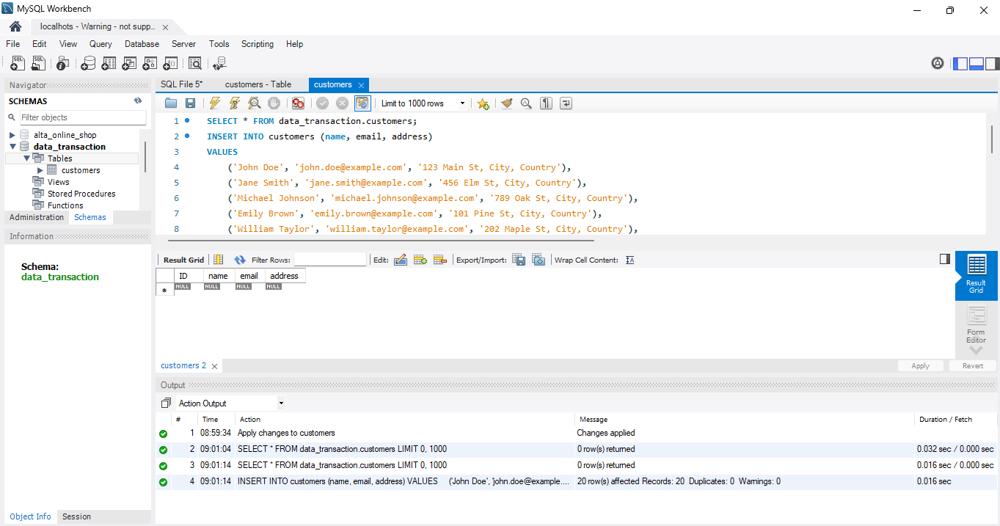 MySQL Workbench
localhots - Warning - not supp...
File Edit View Query Database Server Tools Scripting Help
Navigator
SCHEMAS
Filter objects
alta_online_shop
data_transaction
Tables
customers
Views
Stored Procedures
Functions
Administration Schemas
Information
Schema:
data_transaction
Object Info Session
SQL File 5* customers - Table customers
Limit to 1000 rows
1 SELECT * FROM data_transaction.customers;
2 INSERT INTO customers (name, email, address)
3 VALUES
4 ('John Doe', 'john.doe@example.com', '123 Main St, City, Country'),
5 ('Jane Smith', 'jane.smith@example.com', '456 Elm St, City, Country'),
6 ('Michael Johnson', 'michael.johnson@example.com', '789 Oak St, City, Country'),
7 ('Emily Brown', 'emily.brown@example.com', '101 Pine St, City, Country'),
8 ('William Taylor', 'william.taylor@example.com', '202 Maple St, City, Country'),
Result Grid Filter Rows: Edit: Export/Import: Wrap Cell Content:
ID name email address
NULL NULL NULL NULL
Result
Grid
Form
Editor
customers 2 Apply Revert
Output
Action Output
# Time Action Message Duration / Fetch
1 08:59:34 Apply changes to customers Changes applied
2 09:01:04 SELECT * FROM data_transaction.customers LIMIT 0, 1000 0 row(s) returned 0.032 sec / 0.000 sec
3 09:01:14 SELECT * FROM data_transaction.customers LIMIT 0, 1000 0 row(s) returned 0.016 sec / 0.000 sec
4 09:01:14 INSERT INTO customers (name, email, address) VALUES ('John Doe', 'john.doe@example.... 20 row(s) affected Records: 20 Duplicates: 0 Warnings: 0 0.016 sec